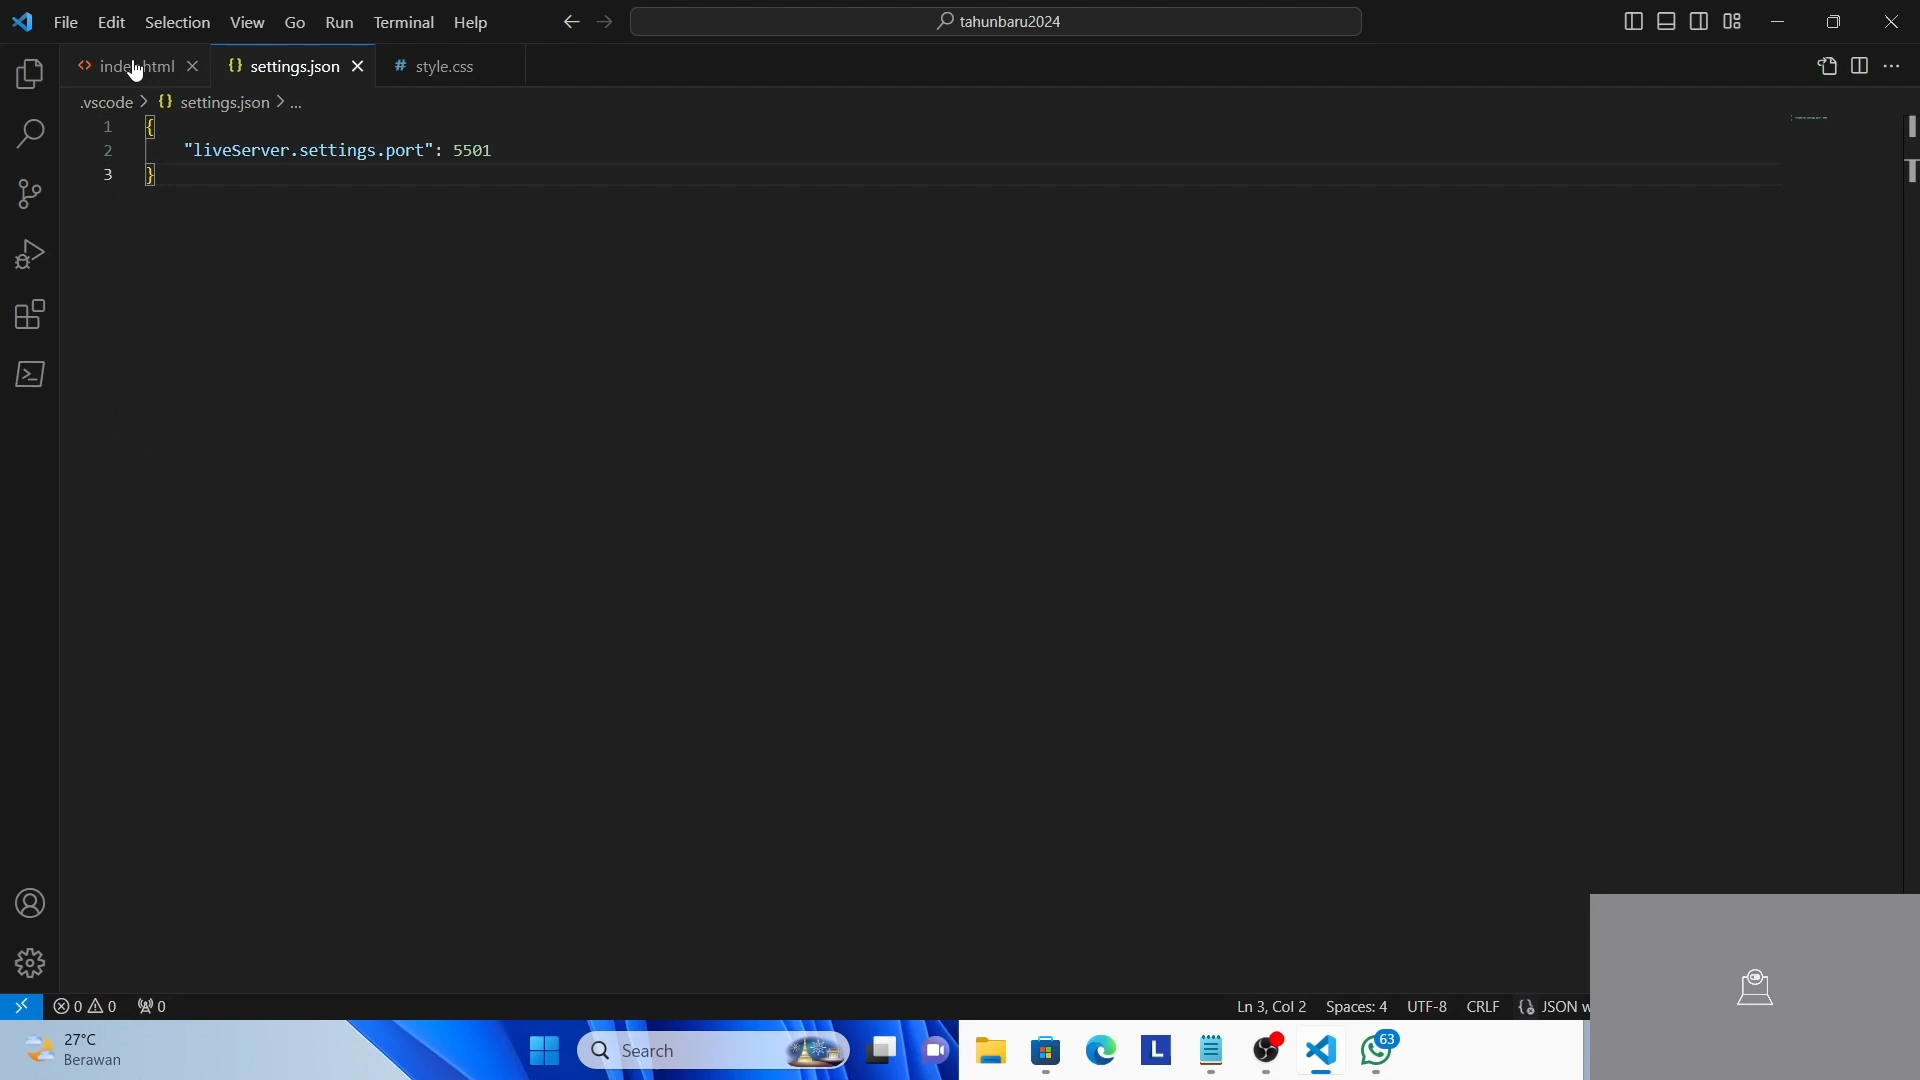 File Edit Selection View Go Run Terminal Help
tahunbaru2024
settings.json
style.css
.vscode > {} settings.json > ...
1 {
2 "liveServer.settings.port": 5501
3 }
0 0 0
Ln 3, Col 2 Spaces: 4 UTF-8 CRLF {} JSON
27°C
Berawan
Search
L
63